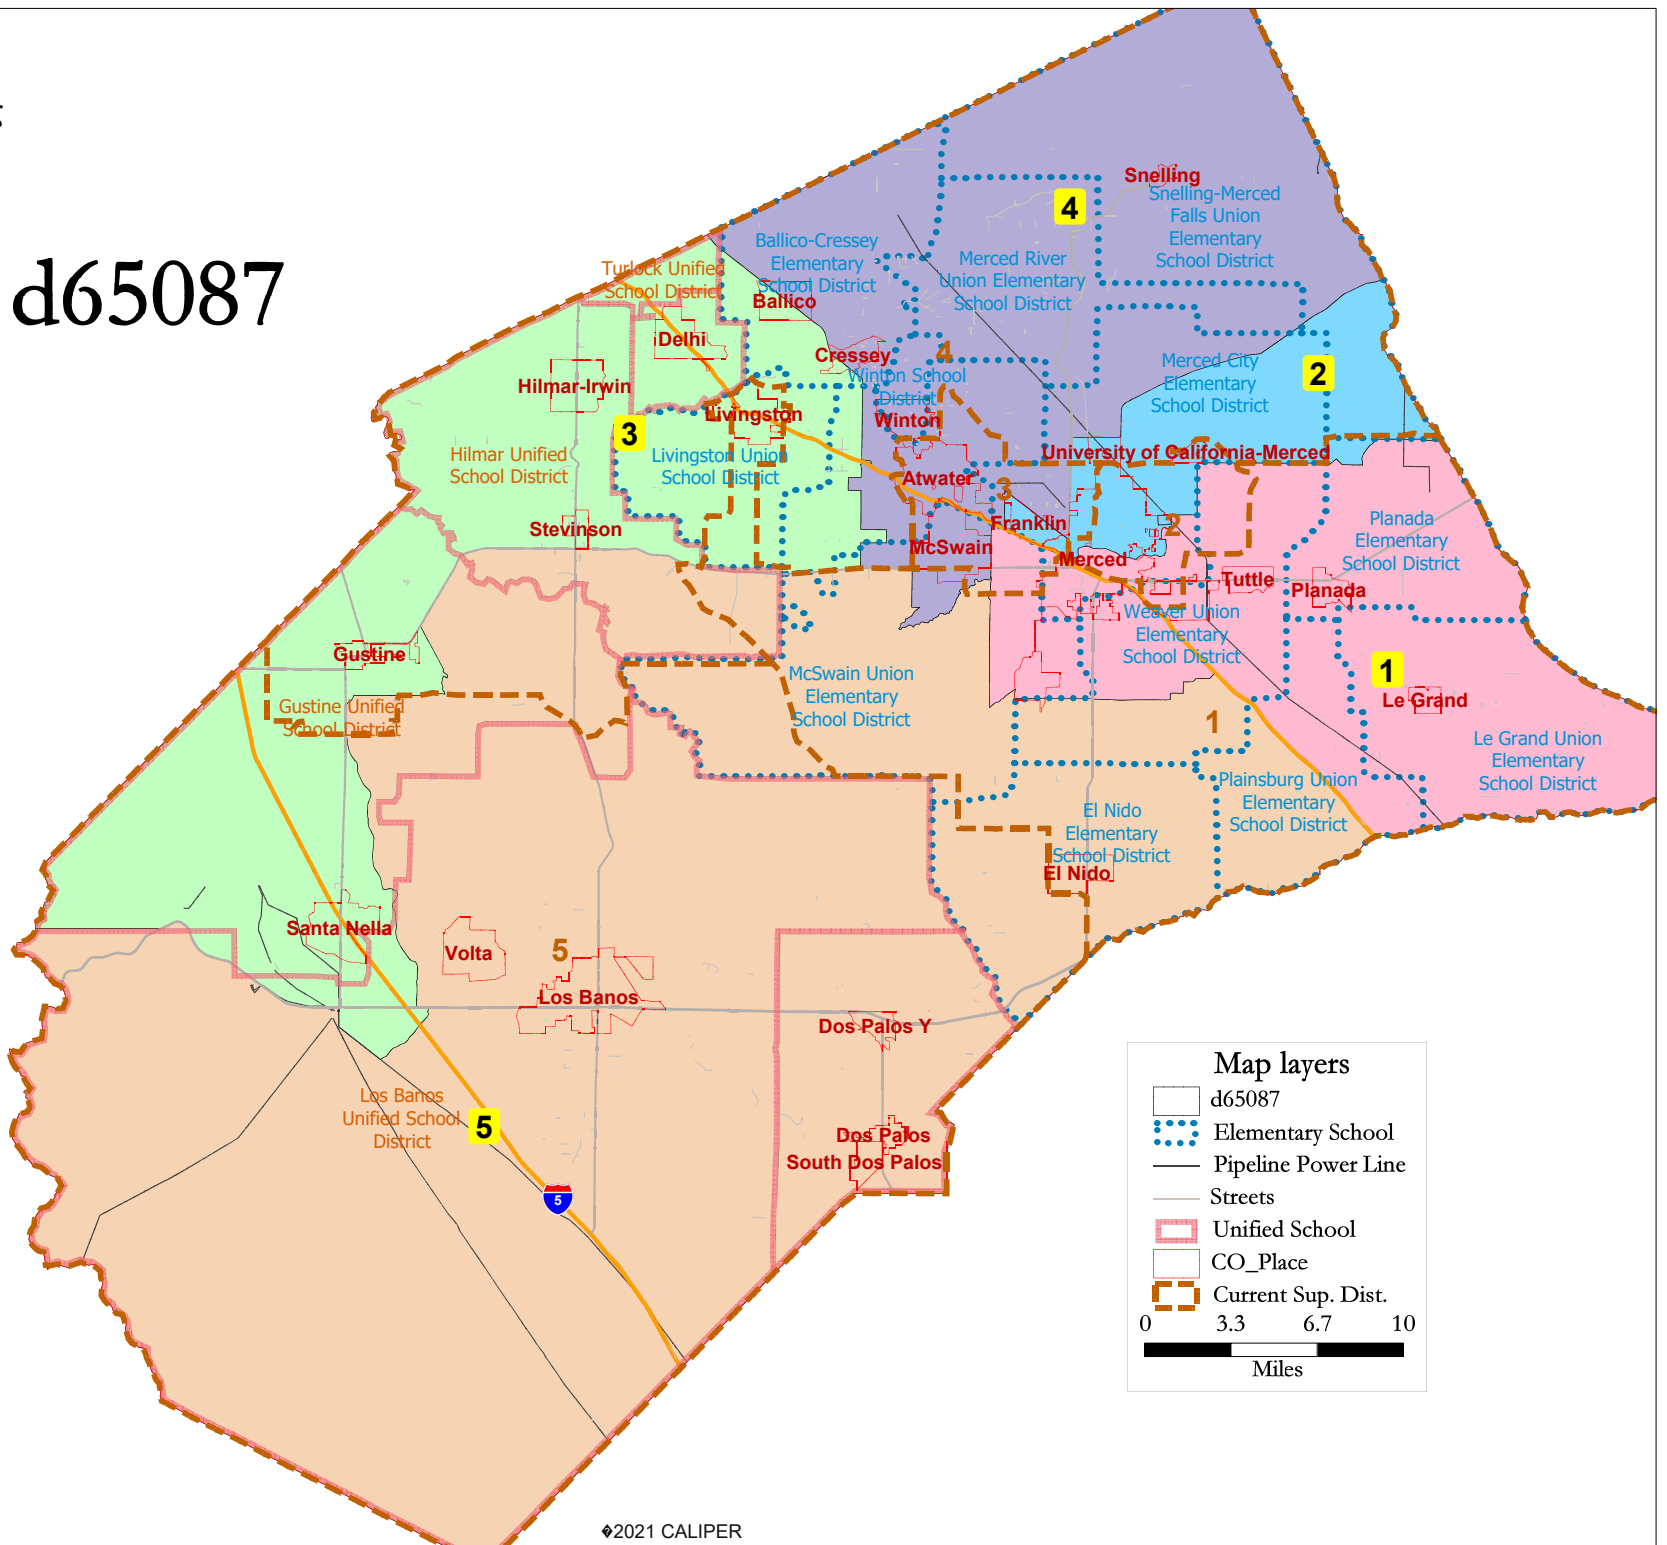 d65087
Snelling
Snelling-Merced
Falls Union
Elementary
School District
4
Ballico-Cressey
Elementary
School District
Merced River
Union Elementary
School District
Turlock Unified
School District
Ballico
Delhi
Cressey
4
Winton School
District
Merced City
Elementary
School District
2
Hilmar-Irwin
Livingston
Winton
3
Hilmar Unified
School District
Livingston Union
School District
University of California-Merced
Atwater
3
Stevinson
Franklin
2
McSwain
Merced
Planada
Elementary
School District
Tuttle
Planada
Weaver Union
Elementary
School District
Gustine
1
McSwain Union
Elementary
School District
Le Grand
Gustine Unified
School District
1
Le Grand Union
Elementary
School District
Plainsburg Union
Elementary
School District
El Nido
Elementary
School District
El Nido
Santa Nella
Volta
5
Los Banos
Dos Palos Y
Los Banos
Unified School
District
5
Dos Palos
South Dos Palos
5
Map layers
d65087
Elementary School
Pipeline Power Line
Streets
Unified School
CO_Place
Current Sup. Dist.
0 3.3 6.7 10
Miles
�2021 CALIPER